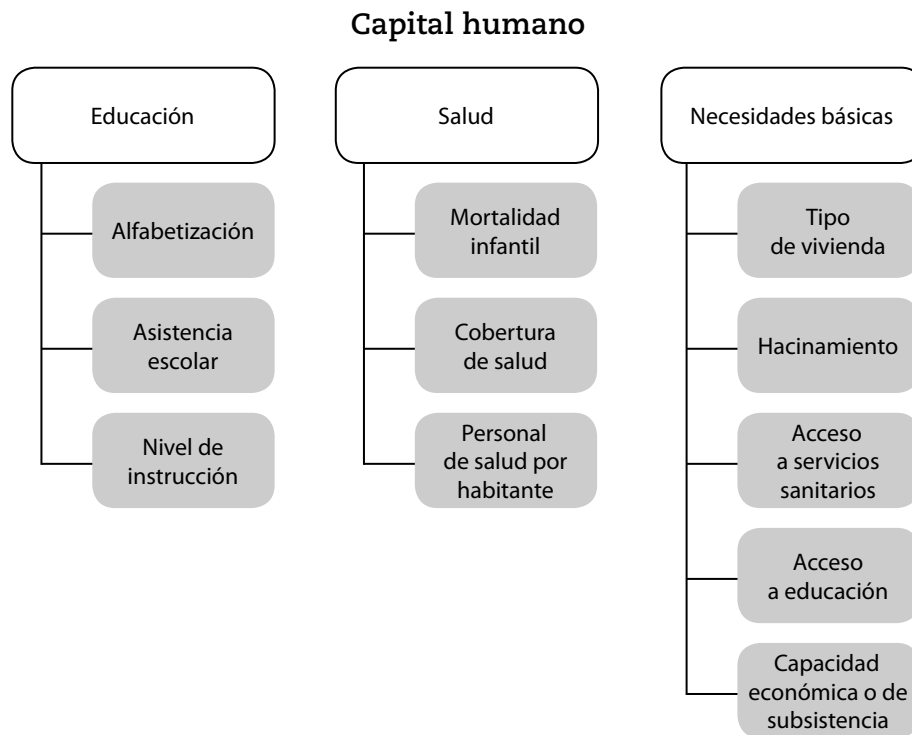 Capital humano
Educación
Alfabetización
Asistencia
escolar
Nivel de
instrucción
Salud
Mortalidad
infantil
Cobertura
de salud
Personal
de salud por
habitante
Necesidades básicas
Tipo
de vivienda
Hacinamiento
Acceso
a servicios
sanitarios
Acceso
a educación
Capacidad
económica o de
subsistencia